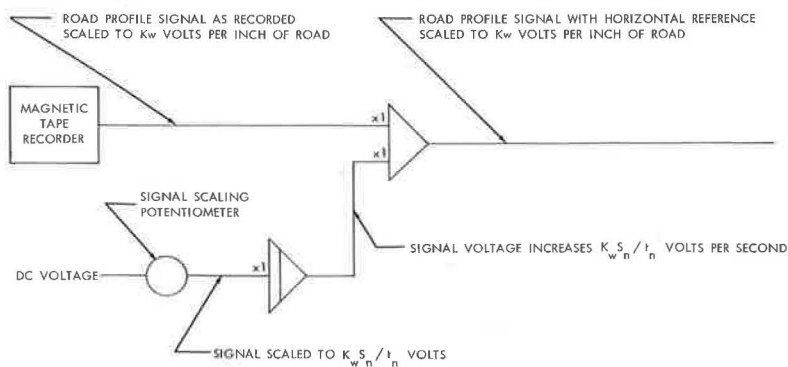 ROAD PROFILE SIGNAL AS RECORDED
SCALED TO Kw VOLTS PER INCH OF ROAD
ROAD PROFILE SIGNAL WITH HORIZONTAL REFERENCE
SCALED TO Kw VOLTS PER INCH OF ROAD
MAGNETIC
TAPE
RECORDER
x1
x1
SIGNAL SCALING
POTENTIOMETER
SIGNAL VOLTAGE INCREASES KwSn/tn VOLTS PER SECOND
DC VOLTAGE
x1
SIGNAL SCALED TO KwSn/tn VOLTS